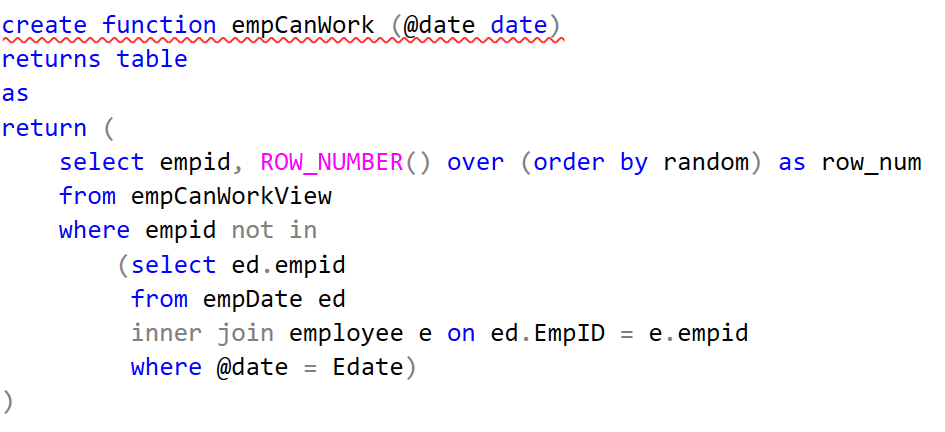 create function empCanWork (@date date)
returns table
as
return (
    select empid, ROW_NUMBER() over (order by random) as row_num
    from empCanWorkView
    where empid not in
        (select ed.empid
         from empDate ed
         inner join employee e on ed.EmpID = e.empid
         where @date = Edate)
)